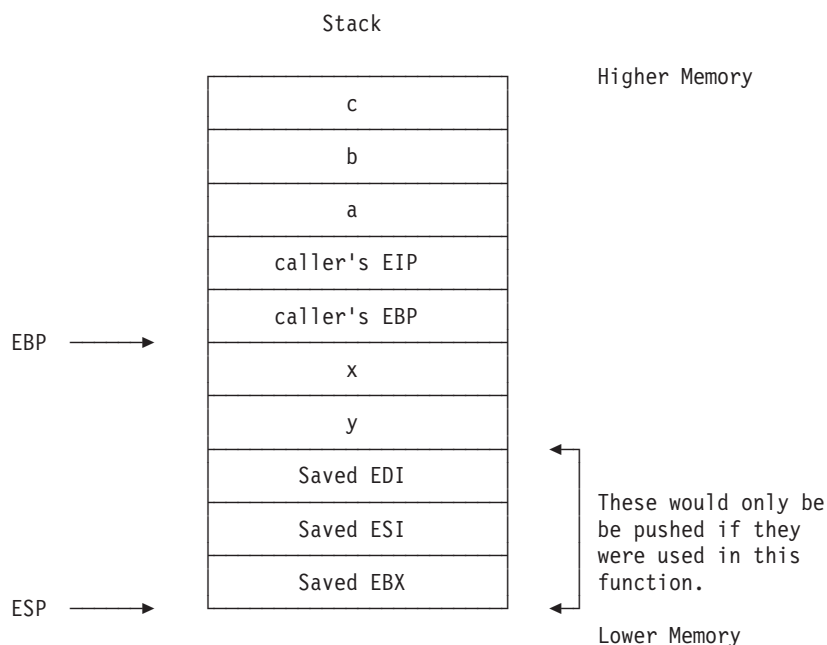 Stack
Higher Memory
c
b
a
caller's EIP
caller's EBP
EBP
x
y
Saved EDI
These would only be
Saved ESI
be pushed if they
were used in this
Saved EBX
function.
ESP
Lower Memory